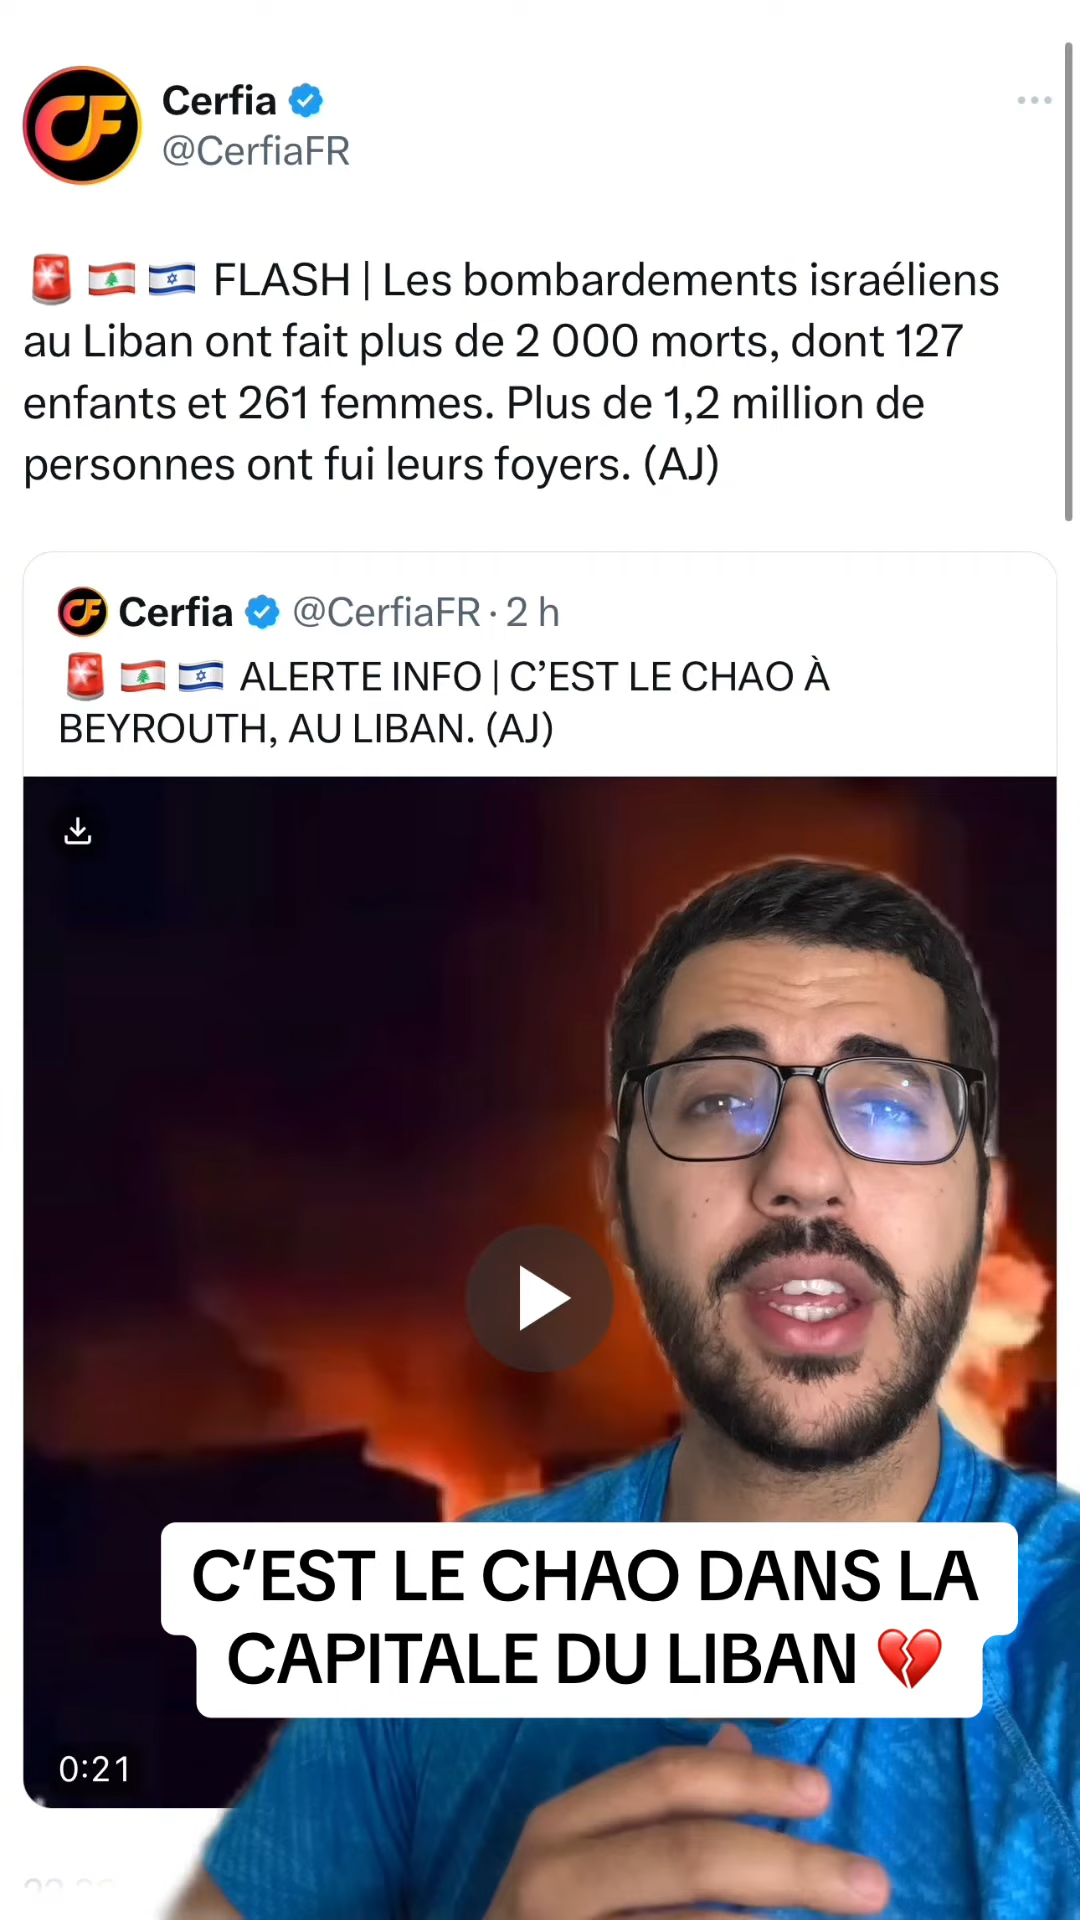 Cerfia
@CerfiaFR
🚨🇱🇧🇮🇱 FLASH | Les bombardements israéliens
au Liban ont fait plus de 2 000 morts, dont 127
enfants et 261 femmes. Plus de 1,2 million de
personnes ont fui leurs foyers. (AJ)
Cerfia @CerfiaFR · 2 h
🚨🇱🇧🇮🇱 ALERTE INFO | C’EST LE CHAO À
BEYROUTH, AU LIBAN. (AJ)
C’EST LE CHAO DANS LA
CAPITALE DU LIBAN 💔
0:21